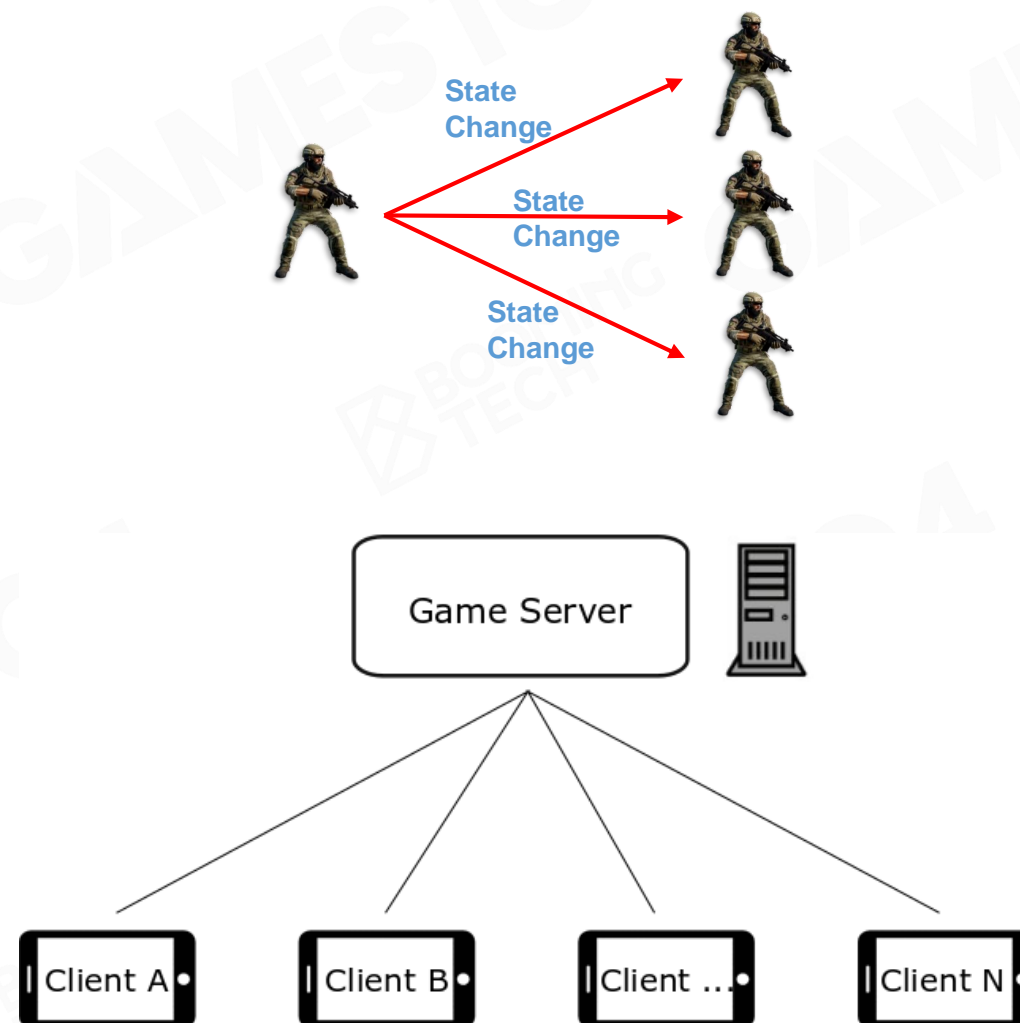 State
Change
State
Change
State
Change
Game Server
Client A
Client B
Client ...
Client N